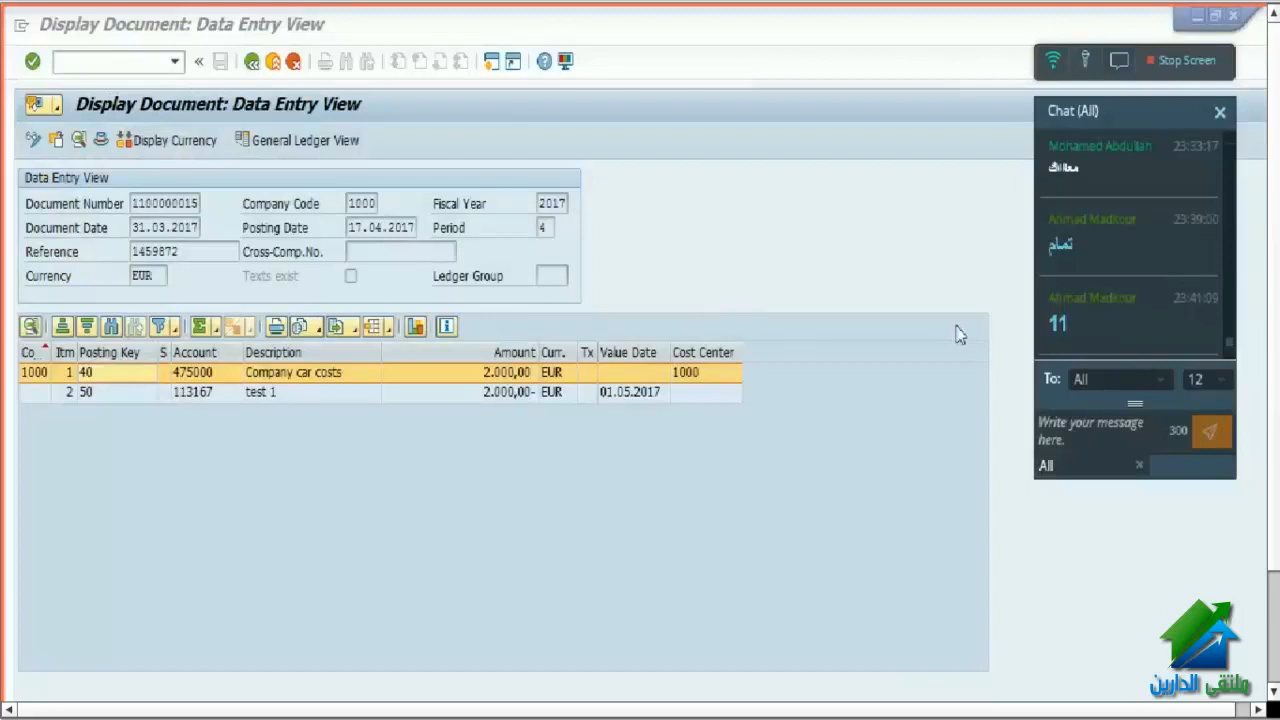 Display Document: Data Entry View
Stop Screen
Display Document: Data Entry View
Display Currency
General Ledger View
Data Entry View
Document Number 1100000015 Company Code 1000 Fiscal Year 2017
Document Date 31.03.2017 Posting Date 17.04.2017 Period 4
Reference 1459872 Cross-Comp.No.
Currency EUR Texts exist Ledger Group
Co.. Itm Posting Key S Account Description Amount Curr. Tx Value Date Cost Center
1000 1 40 475000 Company car costs 2.000,00 EUR 1000
2 50 113167 test 1 2.000,00- EUR 01.05.2017
Chat (All)
Mohamed Abdullah 23:33:17
معاااك
Ahmad Madkour 23:39:00
تمام
Ahmad Madkour 23:41:09
11
To: All 12
Write your message
here.
300
All
ملتقى الدارين